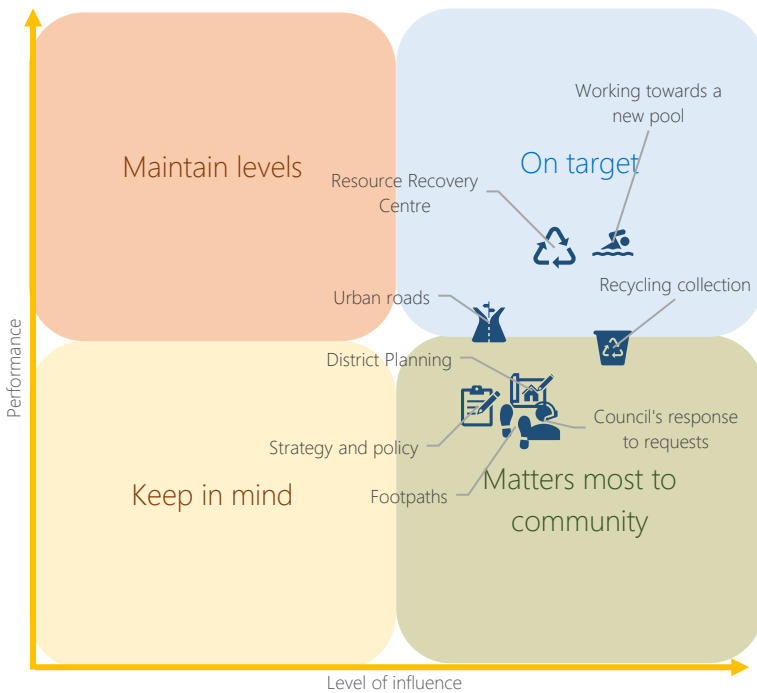 Working towards a
new pool
Maintain levels
On target
Resource Recovery
Centre
Recycling collection
Urban roads
Performance
District Planning
Council's response
to requests
Strategy and policy
Keep in mind
Footpaths
Matters most to
community
Level of influence